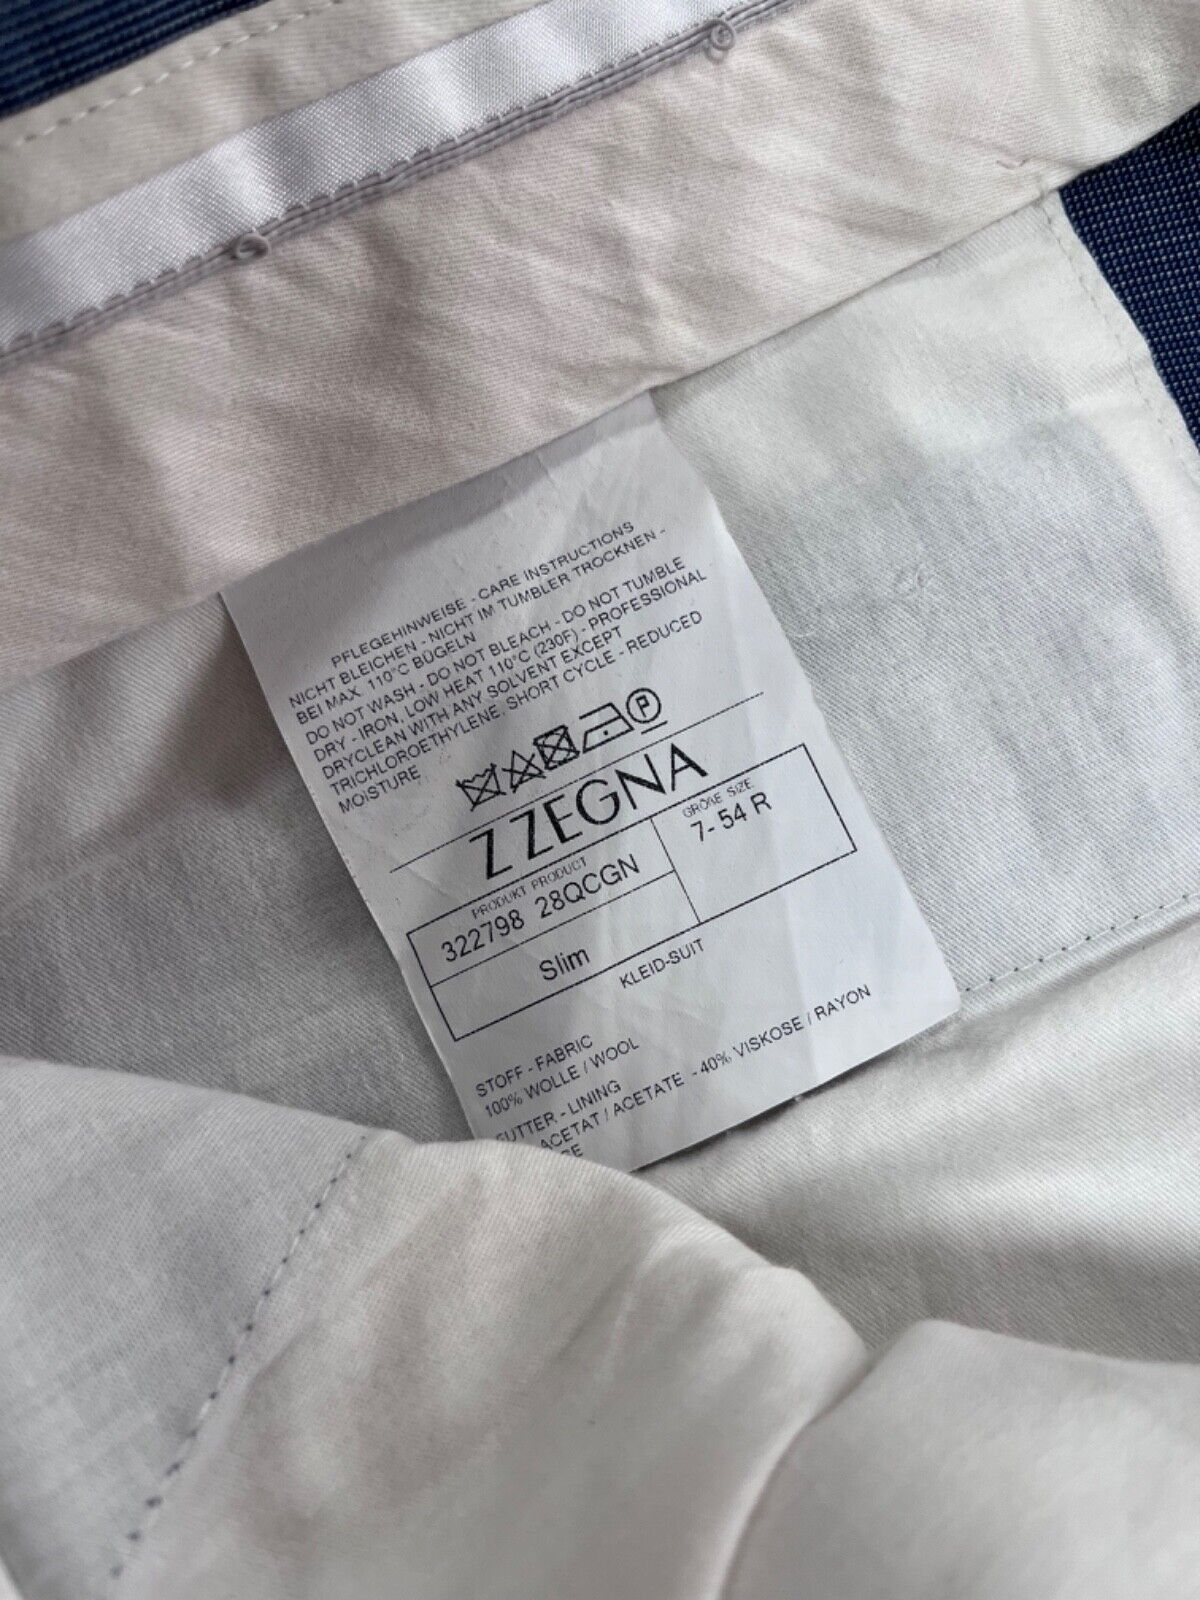 PFLEGEHINWEISE - CARE INSTRUCTIONS
NICHT BLEICHEN - NICHT IM TUMBLER TROCKNEN -
BEI MAX 110°C BÜGELN
DO NOT WASH - DO NOT BLEACH - DO NOT TUMBLE
DRY - IRON, LOW HEAT 110°C (230F) - PROFESSIONAL
DRYCLEAN WITH ANY SOLVENT EXCEPT
TRICHLOROETHYLENE, SHORT CYCLE - REDUCED
MOISTURE
P
Z ZEGNA
PRODUKT PRODUCT
322798 28QCGN
GRÖßE SIZE
7- 54 R
Slim
KLEID-SUIT
STOFF - FABRIC
100% WOLLE / WOOL
FUTTER - LINING
ACETAT / ACETATE - 40% VISKOSE / RAYON